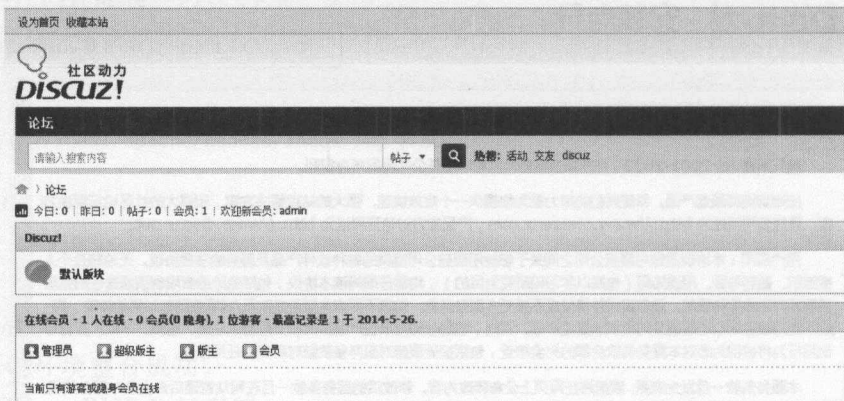 设为首页 收藏本站
社区动力
DISCUZ!
论坛
请输入搜索内容 帖子 热搜: 活动 交友 discuz
〉论坛
今日: 0 | 昨日: 0 | 帖子: 0 | 会员: 1 | 欢迎新会员: admin
Discuz!
默认版块
在线会员 - 1 人在线 - 0 会员(0 隐身), 1 位游客 - 最高记录是 1 于 2014-5-26.
管理员 超级版主 版主 会员
当前只有游客或隐身会员在线